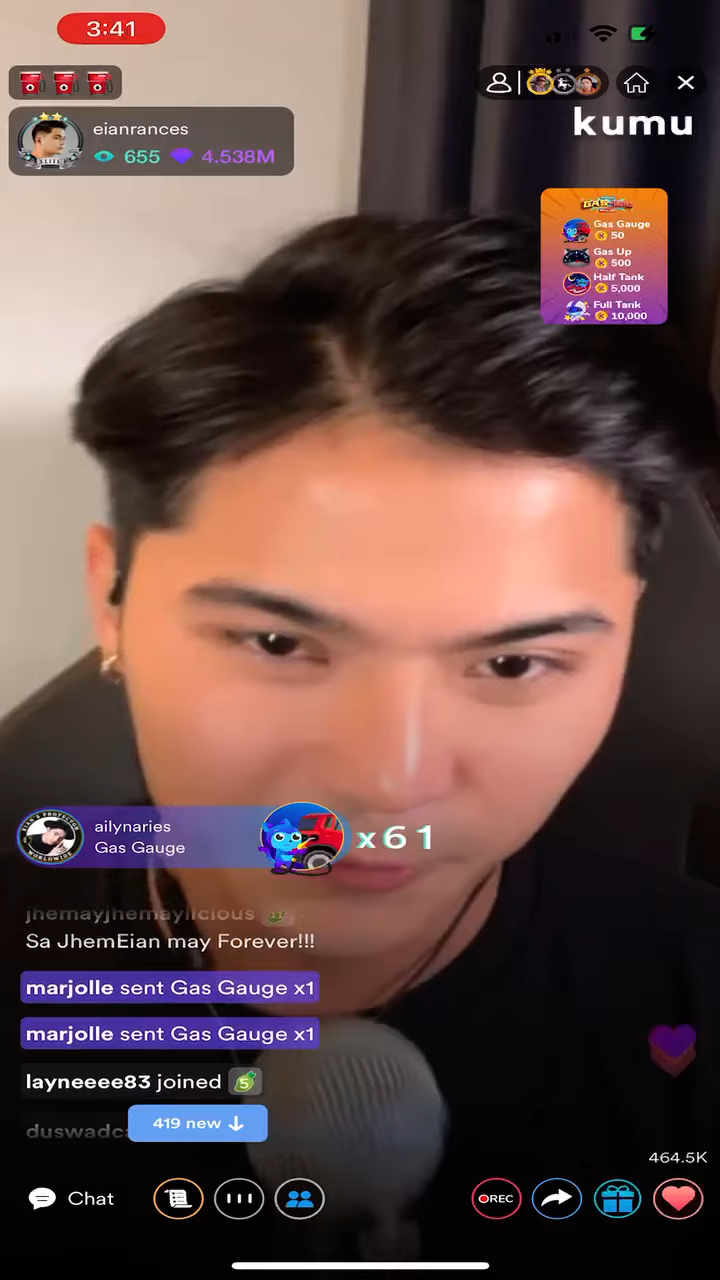 3:41
eianrances
655 4.538M
kumu
Gas Gauge
50
Gas Up
500
Half Tank
5,000
Full Tank
10,000
ailynaries
Gas Gauge
x61
jhemayjhemaylicious
Sa JhemEian may Forever!!!
marjolle sent Gas Gauge x1
marjolle sent Gas Gauge x1
layneeee83 joined 5
419 new
464.5K
Chat
REC